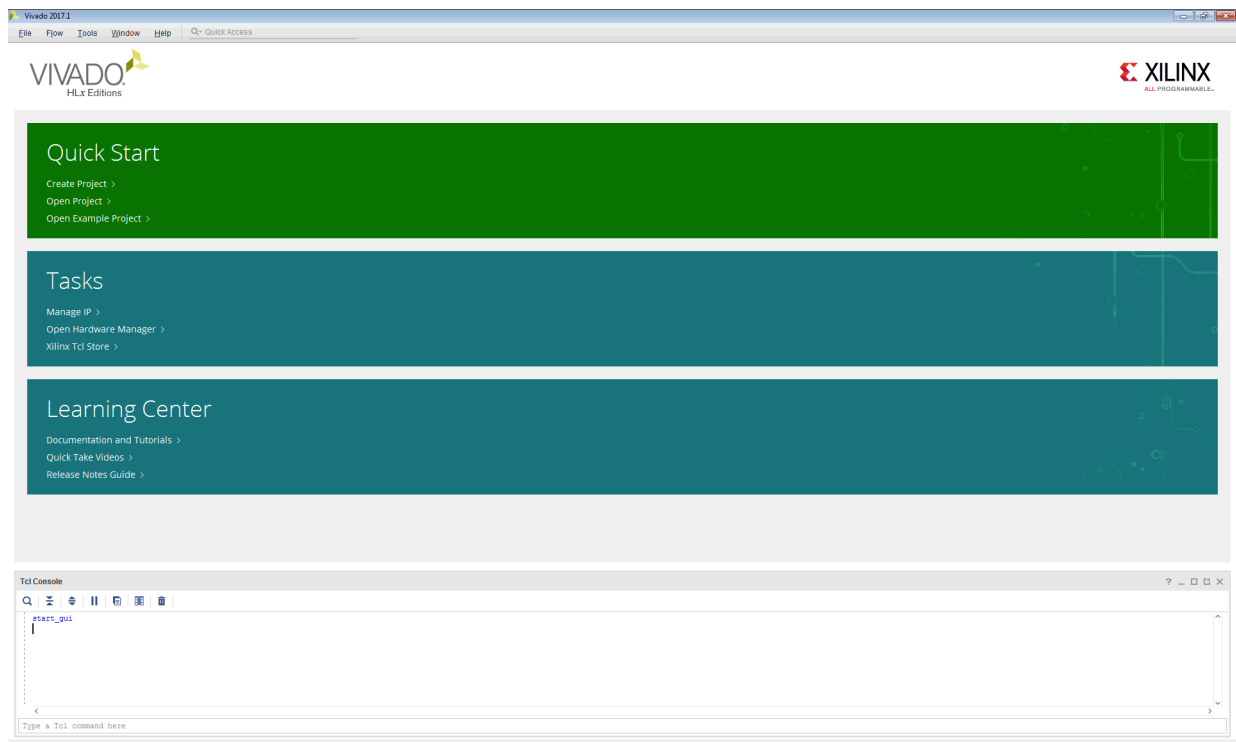 Vivado 2017.1
File Flow Tools Window Help Q- Quick Access
VIVADO.
HLx Editions
XILINX
ALL PROGRAMMABLE.
Quick Start
Create Project >
Open Project >
Open Example Project >
Tasks
Manage IP >
Open Hardware Manager >
Xilinx Tcl Store >
Learning Center
Documentation and Tutorials >
Quick Take Videos >
Release Notes Guide >
Tcl Console
start_gui
Type a Tcl command here